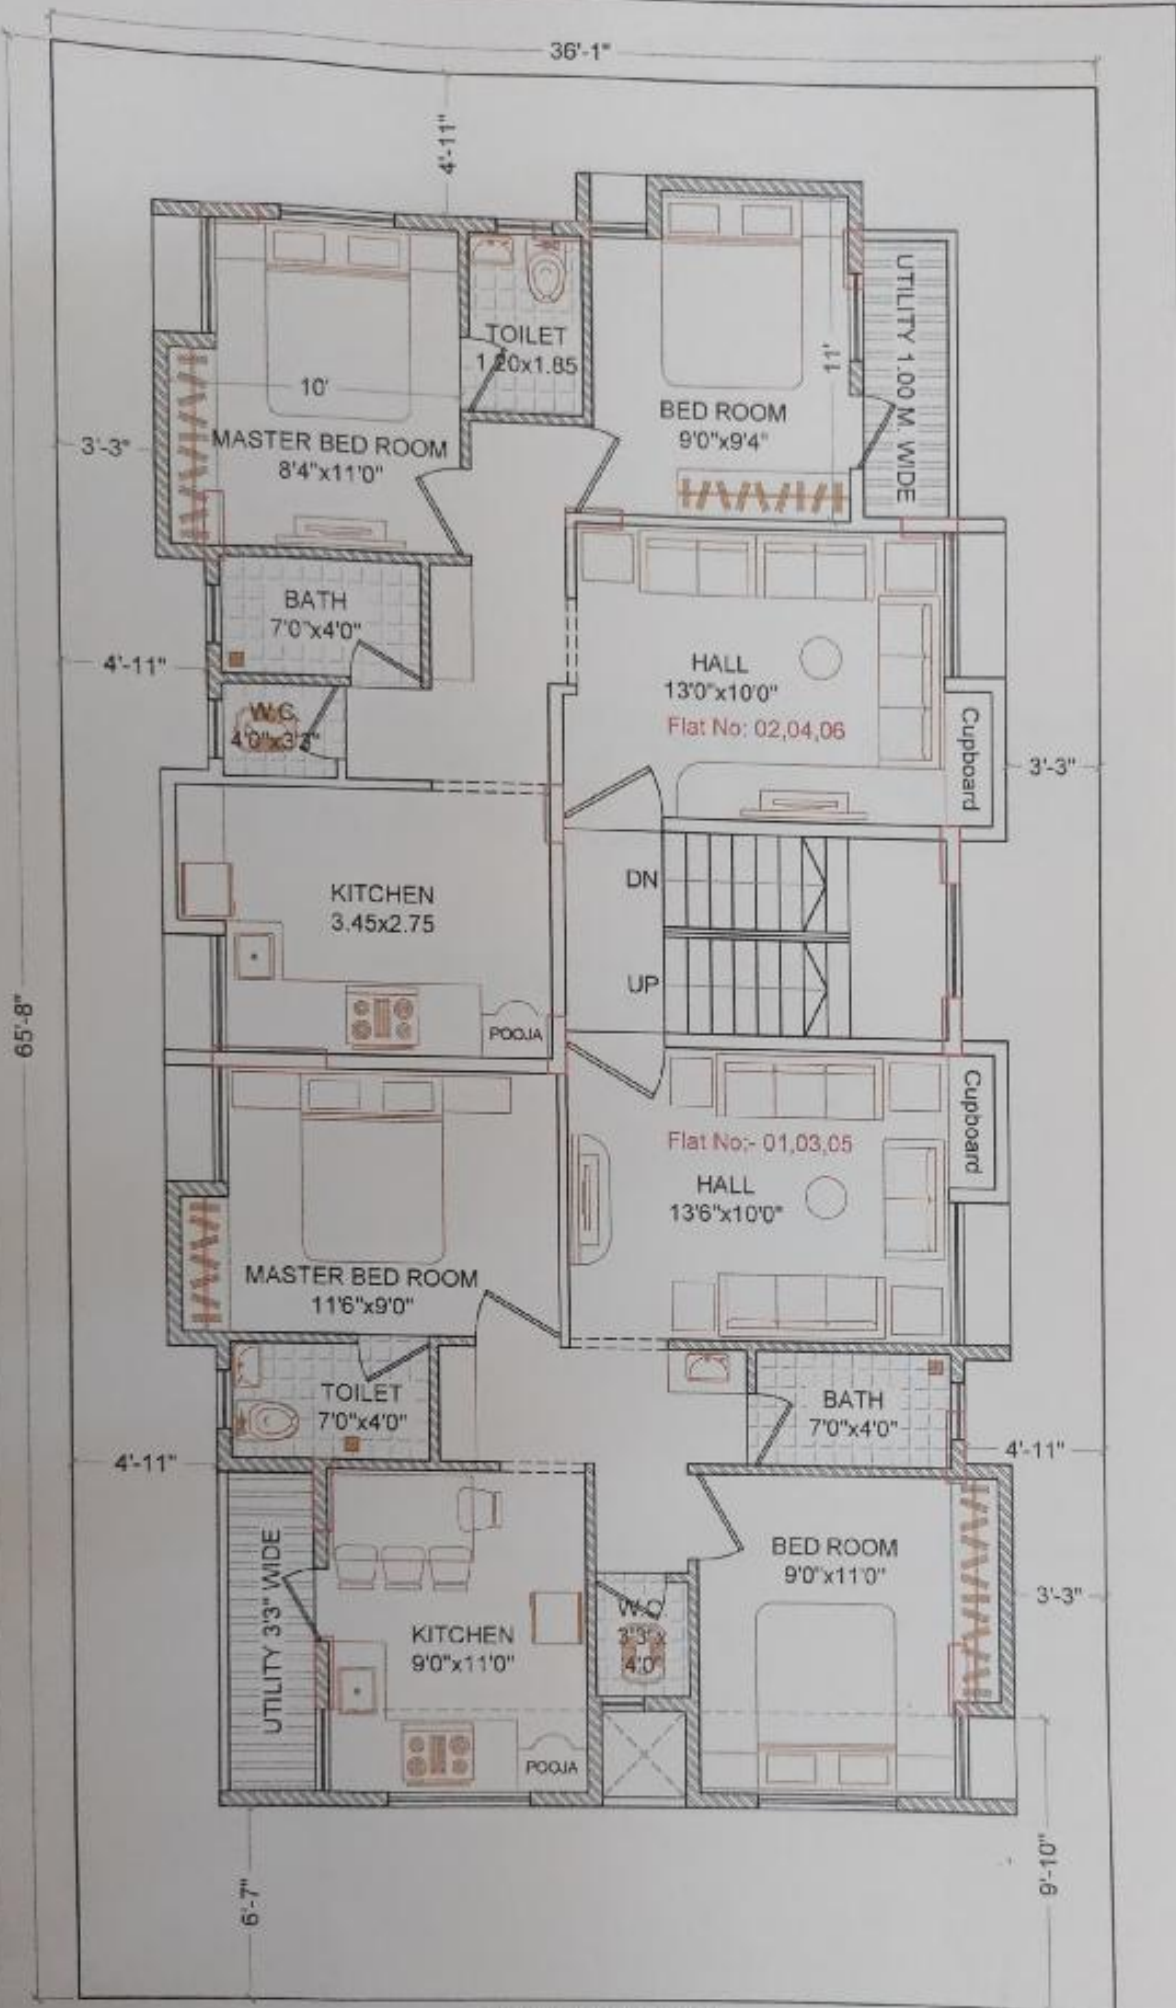 36'-1"
4'-11"
TOILET
1.20x1.85
UTILITY 1.00 M. WIDE
10'
11'
BED ROOM
9'0"x9'4"
3'-3"
MASTER BED ROOM
8'4"x11'0"
BATH
7'0"x4'0"
4'-11"
HALL
13'0"x10'0"
Flat No: 02,04,06
W.C.
4'0"x3'3"
Cupboard
3'-3"
DN
KITCHEN
3.45x2.75
UP
POOJA
65'-8"
Cupboard
Flat No:- 01,03,05
HALL
13'6"x10'0"
MASTER BED ROOM
11'6"x9'0"
TOILET
7'0"x4'0"
BATH
7'0"x4'0"
4'-11"
4'-11"
BED ROOM
9'0"x11'0"
3'-3"
UTILITY 3'3" WIDE
KITCHEN
9'0"x11'0"
W.C.
3'3"x
4'0"
POOJA
6'-7"
9'-10"